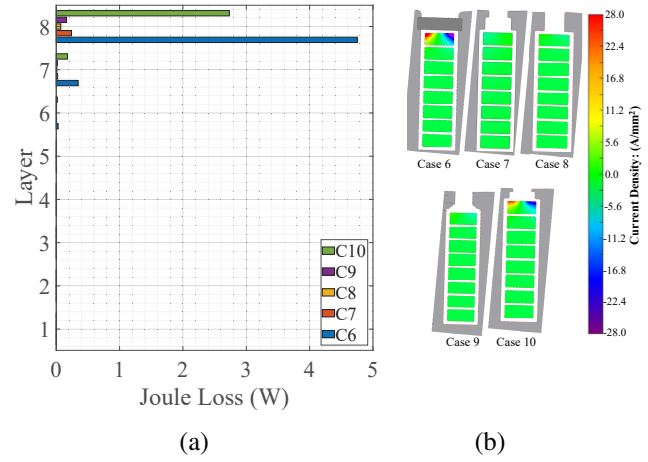 8
7
6
5
4
3
2
1
Layer
C10
C9
C8
C7
C6
0 1 2 3 4 5
Joule Loss (W)
(a)
Case 6 Case 7 Case 8
Case 9 Case 10
28.0
22.4
16.8
11.2
5.6
0.0
-5.6
-11.2
-16.8
-22.4
-28.0
Current Density: (A/mm²)
(b)